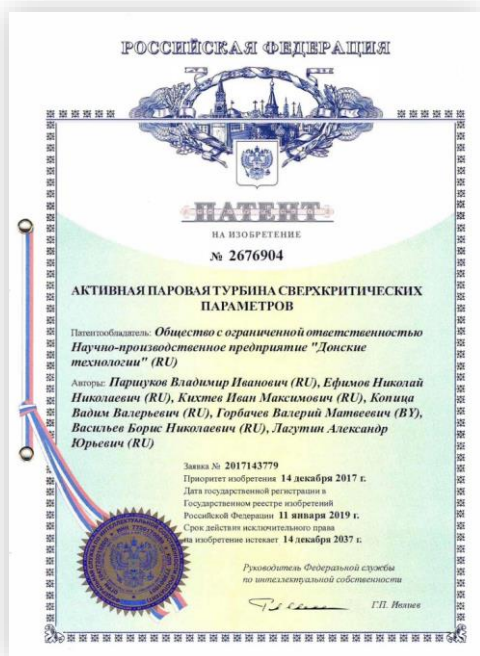 РОССИЙСКАЯ ФЕДЕРАЦИЯ
ПАТЕНТ
НА ИЗОБРЕТЕНИЕ
№ 2676904
АКТИВНАЯ ПАРОВАЯ ТУРБИНА СВЕРХКРИТИЧЕСКИХ
ПАРАМЕТРОВ
Патентообладатель: Общество с ограниченной ответственностью
Научно-производственное предприятие "Донские
технологии" (RU)
Авторы: Паршуков Владимир Иванович (RU), Ефимов Николай
Николаевич (RU), Кихтев Иван Максимович (RU), Копица
Вадим Валерьевич (RU), Горбачев Валерий Матвеевич (BY),
Васильев Борис Николаевич (RU), Лагутин Александр
Юрьевич (RU)
Заявка № 2017143779
Приоритет изобретения 14 декабря 2017 г.
Дата государственной регистрации в
Государственном реестре изобретений
Российской Федерации 11 января 2019 г.
Срок действия исключительного права
на изобретение истекает 14 декабря 2037 г.
Руководитель Федеральной службы
по интеллектуальной собственности
Г.П. Ивлиев